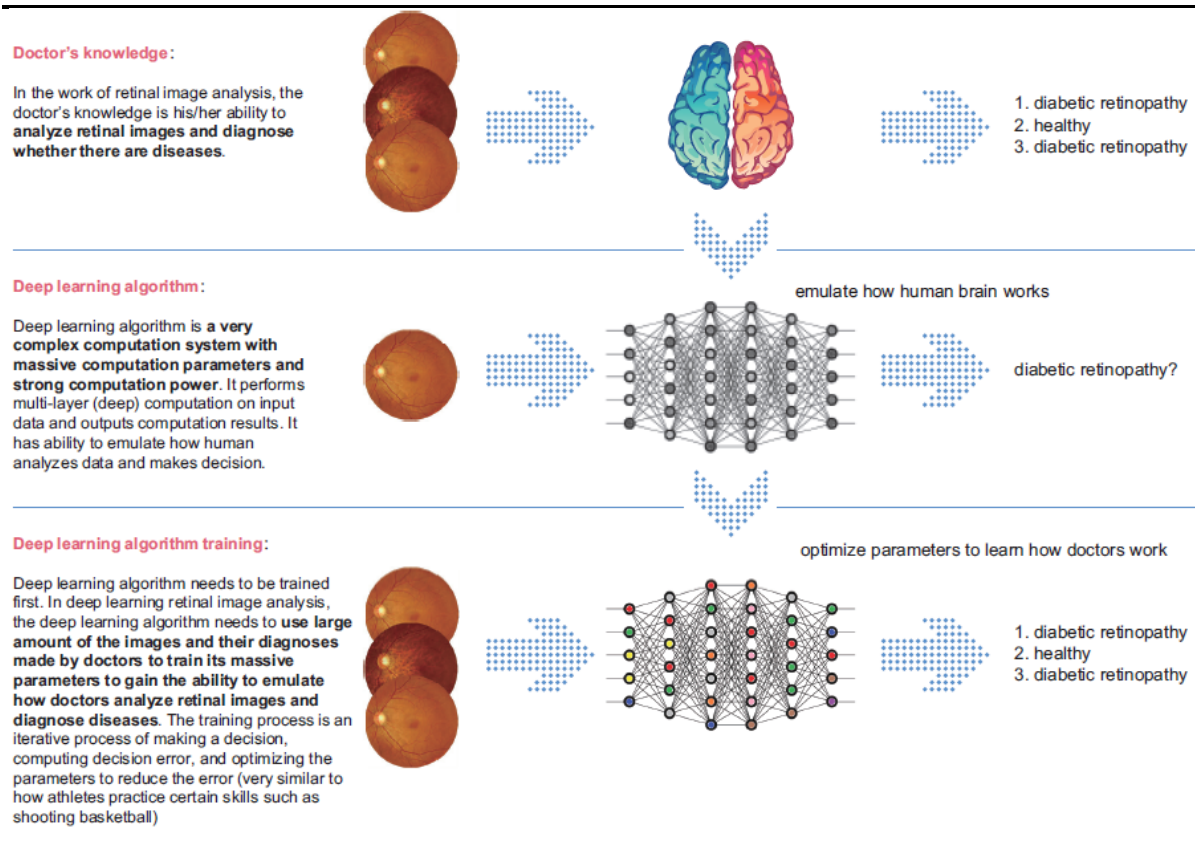 Doctor's knowledge:
In the work of retinal image analysis, the
doctor's knowledge is his/her ability to
analyze retinal images and diagnose
whether there are diseases.
1. diabetic retinopathy
2. healthy
3. diabetic retinopathy
Deep learning algorithm:
emulate how human brain works
Deep learning algorithm is a very
complex computation system with
massive computation parameters and
strong computation power. It performs
multi-layer (deep) computation on input
data and outputs computation results. It
has ability to emulate how human
analyzes data and makes decision.
diabetic retinopathy?
Deep learning algorithm training:
optimize parameters to learn how doctors work
Deep learning algorithm needs to be trained
first. In deep learning retinal image analysis,
the deep learning algorithm needs to use large
amount of the images and their diagnoses
made by doctors to train its massive
parameters to gain the ability to emulate
how doctors analyze retinal images and
diagnose diseases. The training process is an
iterative process of making a decision,
computing decision error, and optimizing the
parameters to reduce the error (very similar to
how athletes practice certain skills such as
shooting basketball)
1. diabetic retinopathy
2. healthy
3. diabetic retinopathy